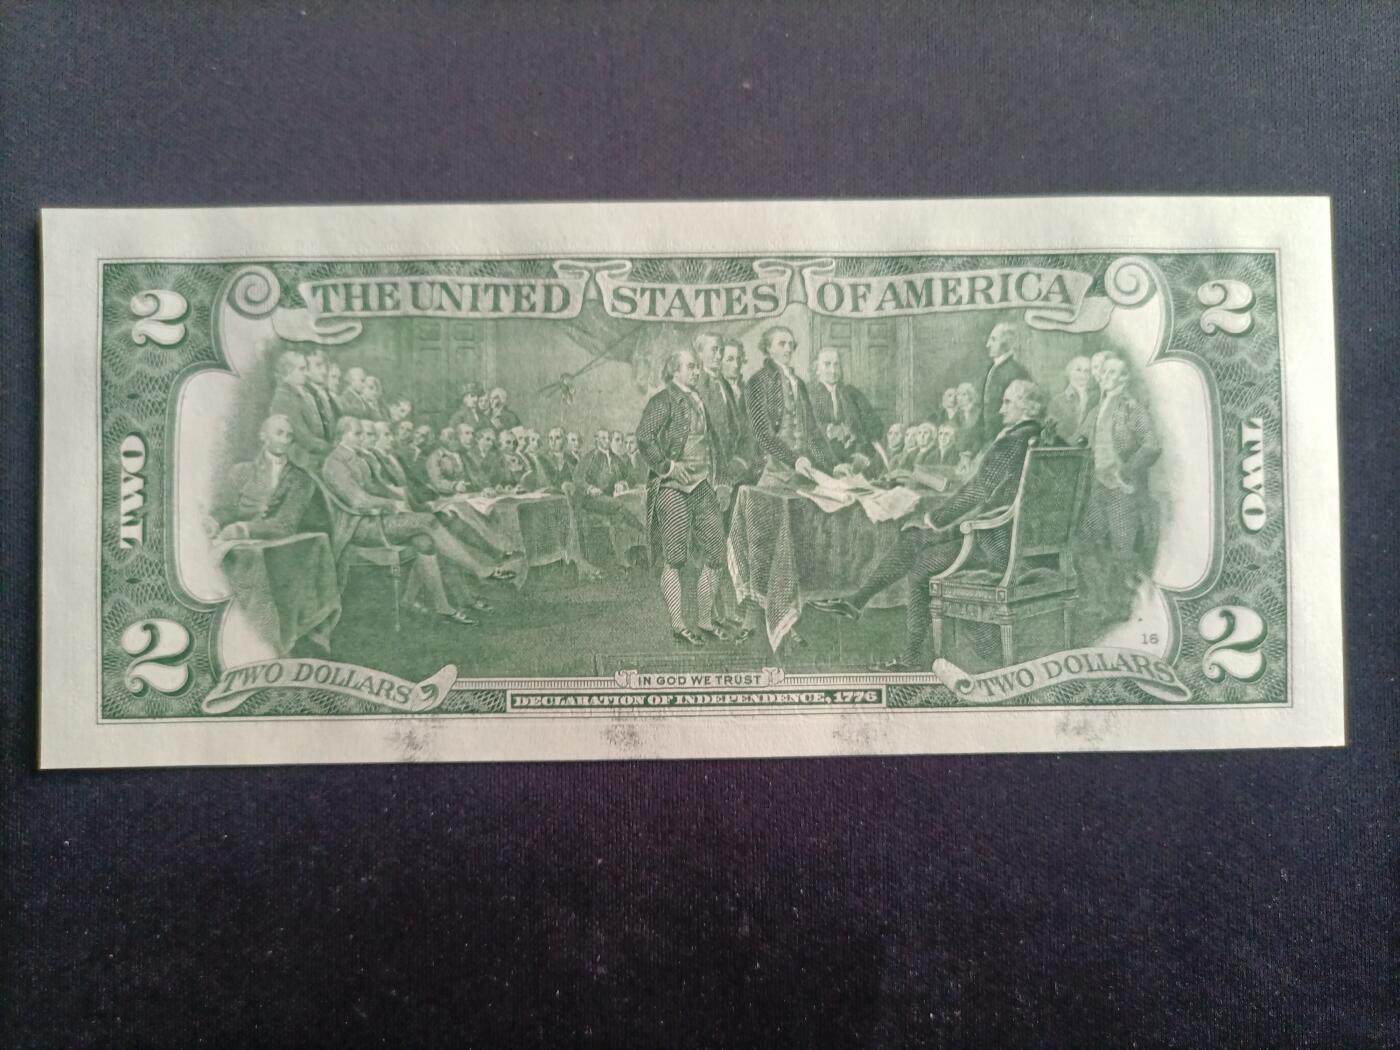 THE UNITED STATES OF AMERICA
2
2
TWO
TWO
2
2
16
TWO DOLLARS
TWO DOLLARS
IN GOD WE TRUST
DECLARATION OF INDEPENDENCE, 1776